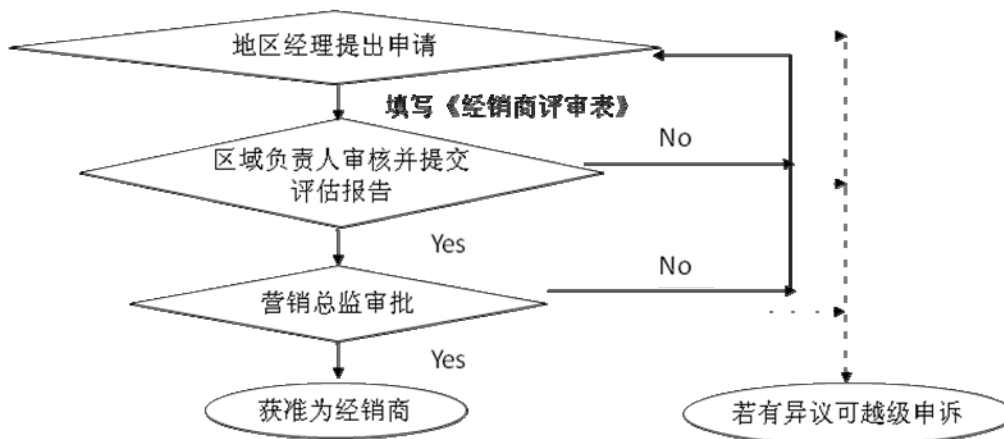 地区经理提出申请
填写《经销商评审表》
No
区域负责人审核并提交
评估报告
Yes
No
营销总监审批
Yes
获准为经销商
若有异议可越级申诉